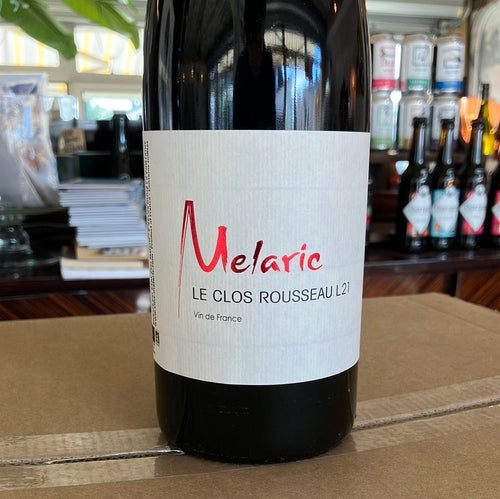 Melaric
LE CLOS ROUSSEAU L21
Vin de France